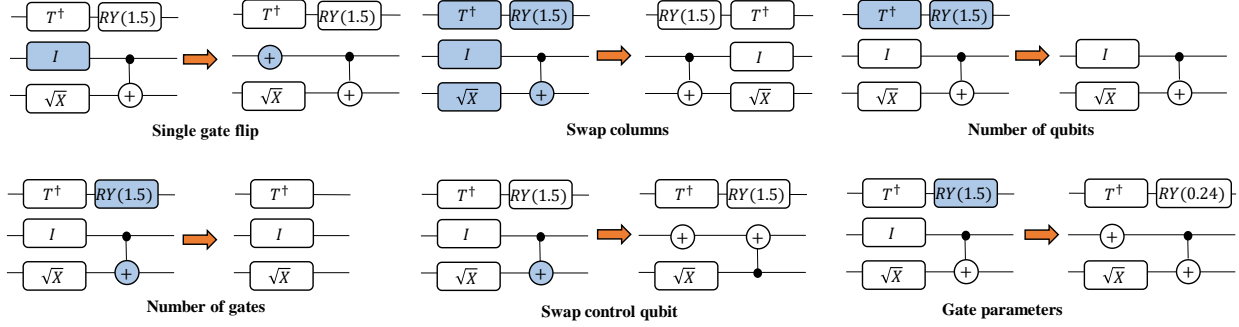 T† RY(1.5) T† RY(1.5)
I +
√X + √X +
Single gate flip
T† RY(1.5) RY(1.5) T†
I I
√X + + √X
Swap columns
T† RY(1.5)
I I
√X + √X +
Number of qubits
T† RY(1.5) T†
I I
√X + √X
Number of gates
T† RY(1.5) T† RY(1.5)
I + +
√X + √X
Swap control qubit
T† RY(1.5) T† RY(0.24)
I +
√X + √X +
Gate parameters